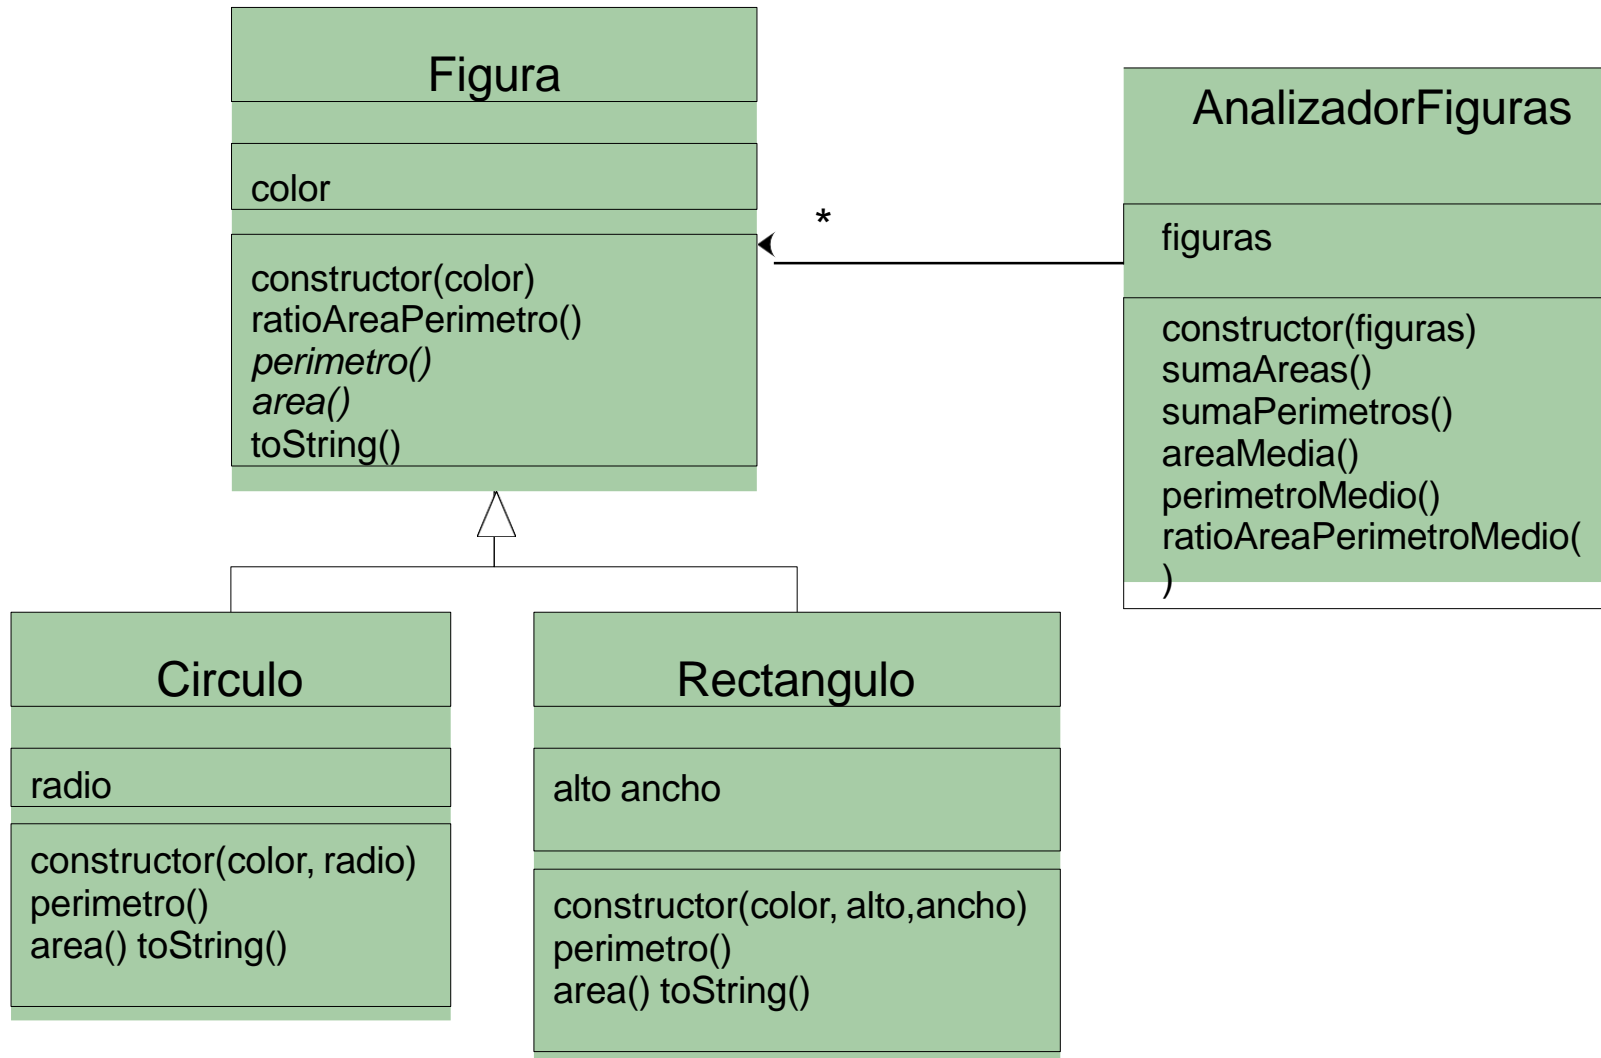 Figura
color
constructor(color)
ratioAreaPerimetro()
perimetro()
area()
toString()
*
AnalizadorFiguras
figuras
constructor(figuras)
sumaAreas()
sumaPerimetros()
areaMedia()
perimetroMedio()
ratioAreaPerimetroMedio(
)
Circulo
radio
constructor(color, radio)
perimetro()
area() toString()
Rectangulo
alto ancho
constructor(color, alto,ancho)
perimetro()
area() toString()